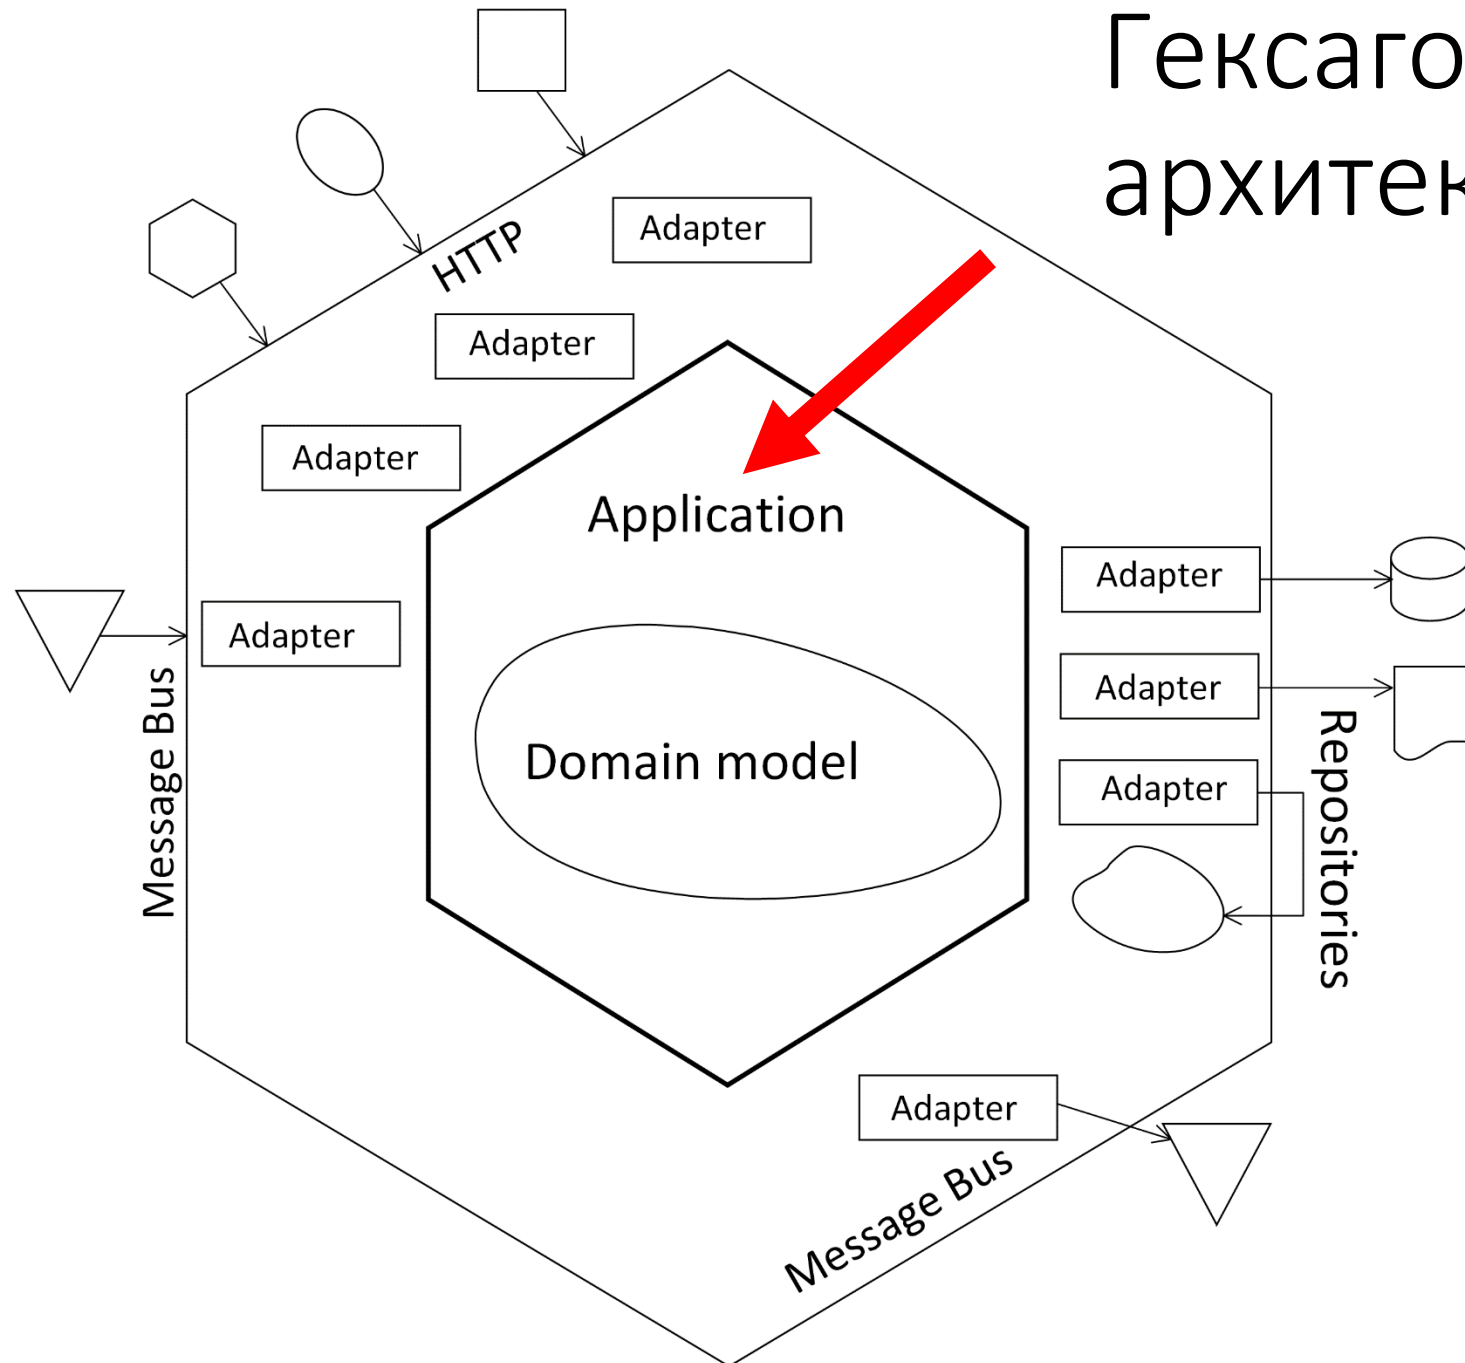 Гексаго
архитек
HTTP
Adapter
Adapter
Adapter
Adapter
Message Bus
Application
Domain model
Adapter
Adapter
Adapter
Repositories
Adapter
Message Bus